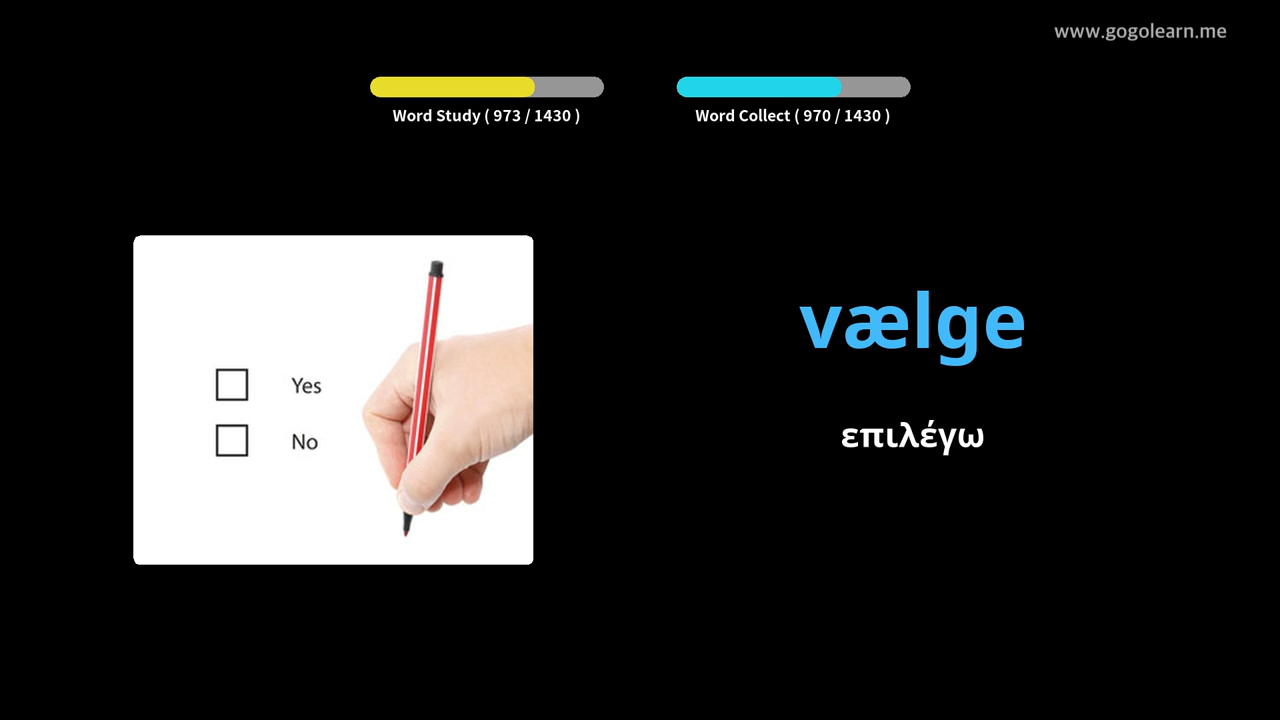 www.gogolearn.me
Word Study ( 973 / 1430 )
Word Collect ( 970 / 1430 )
Yes
No
vælge
επιλέγω